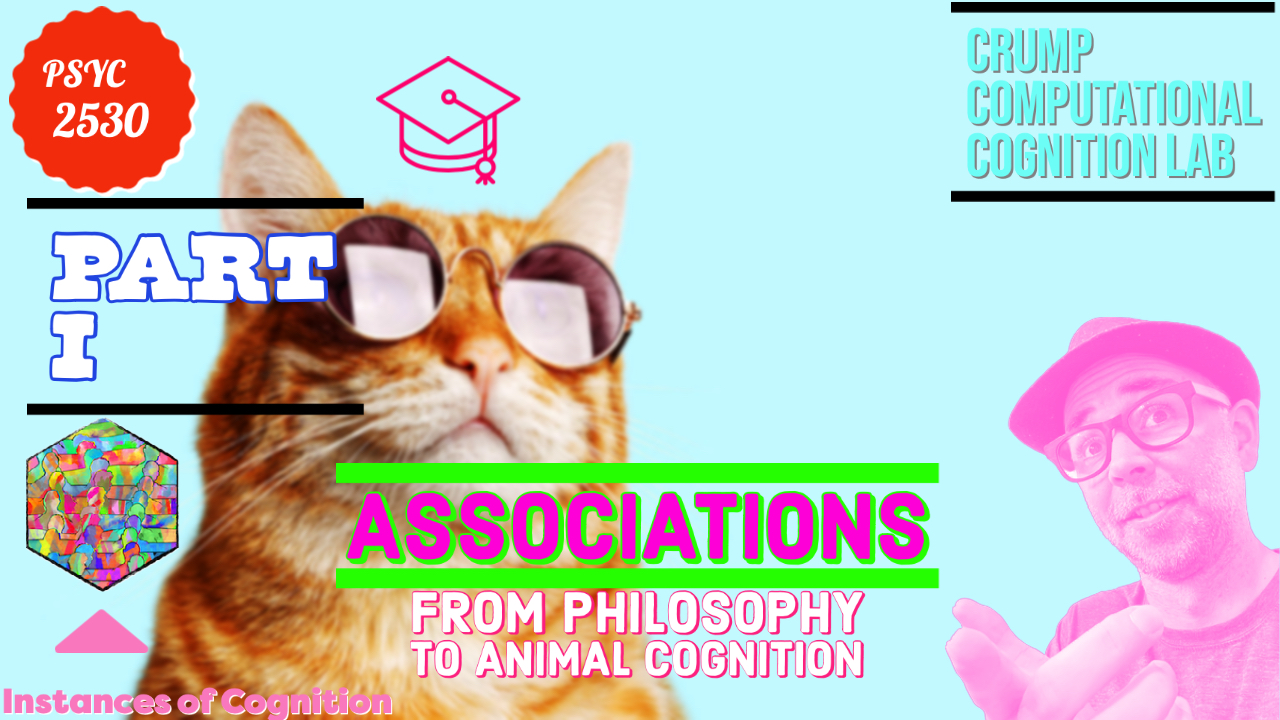 PSYC
2530
CRUMP
COMPUTATIONAL
COGNITION LAB
PART
I
ASSOCIATIONS
FROM PHILOSOPHY
TO ANIMAL COGNITION
Instances of Cognition